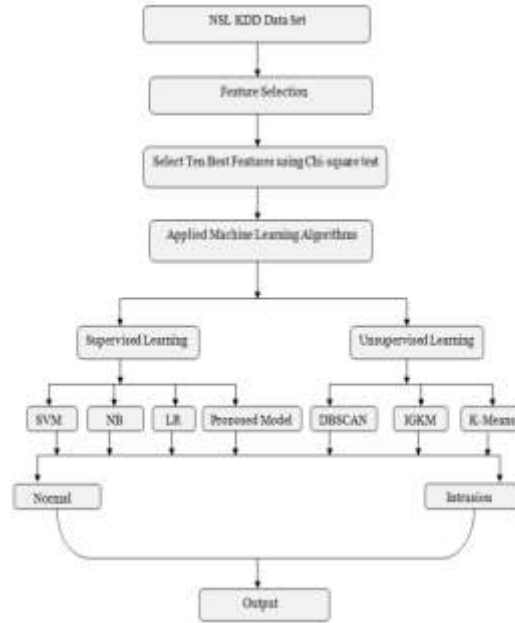 NSL KDD Data Set
Feature Selection
Select Ten Best Features using Chi-square test
Applied Machine Learning Algorithms
Supervised Learning
Unsupervised Learning
SVM
NB
LR
Proposed Model
DBSCAN
IGKM
K-Means
Normal
Intrusion
Output